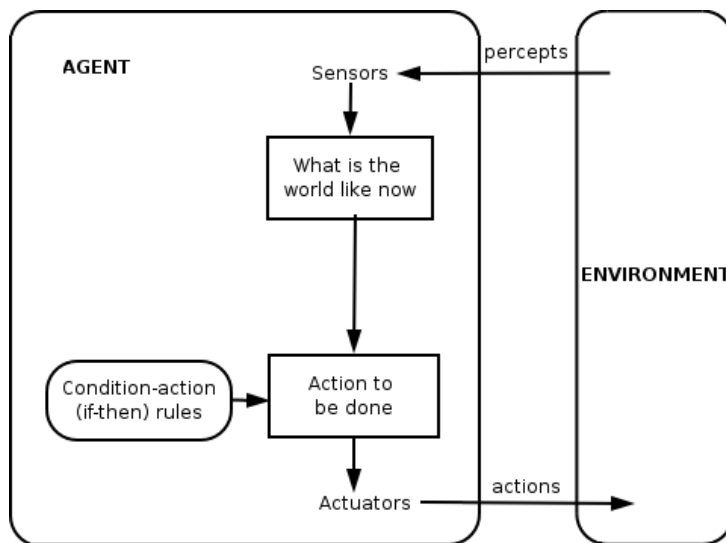 AGENT
Sensors
percepts
What is the
world like now
ENVIRONMENT
Condition-action
(if-then) rules
Action to
be done
Actuators
actions